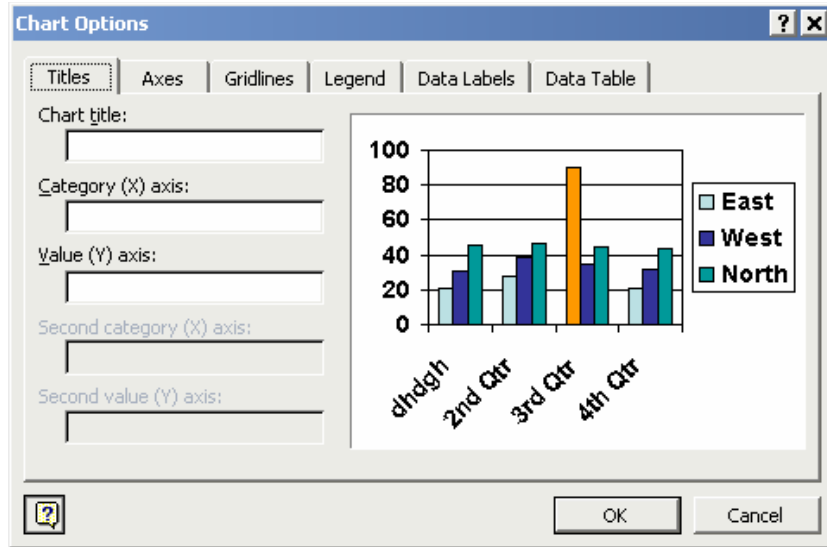 Chart Options
Titles Axes Gridlines Legend Data Labels Data Table
Chart title:
Category (X) axis:
Value (Y) axis:
Second category (X) axis:
Second value (Y) axis:
100
80
60
40
20
0
dhdgh 2nd Qtr 3rd Qtr 4th Qtr
East
West
North
OK Cancel